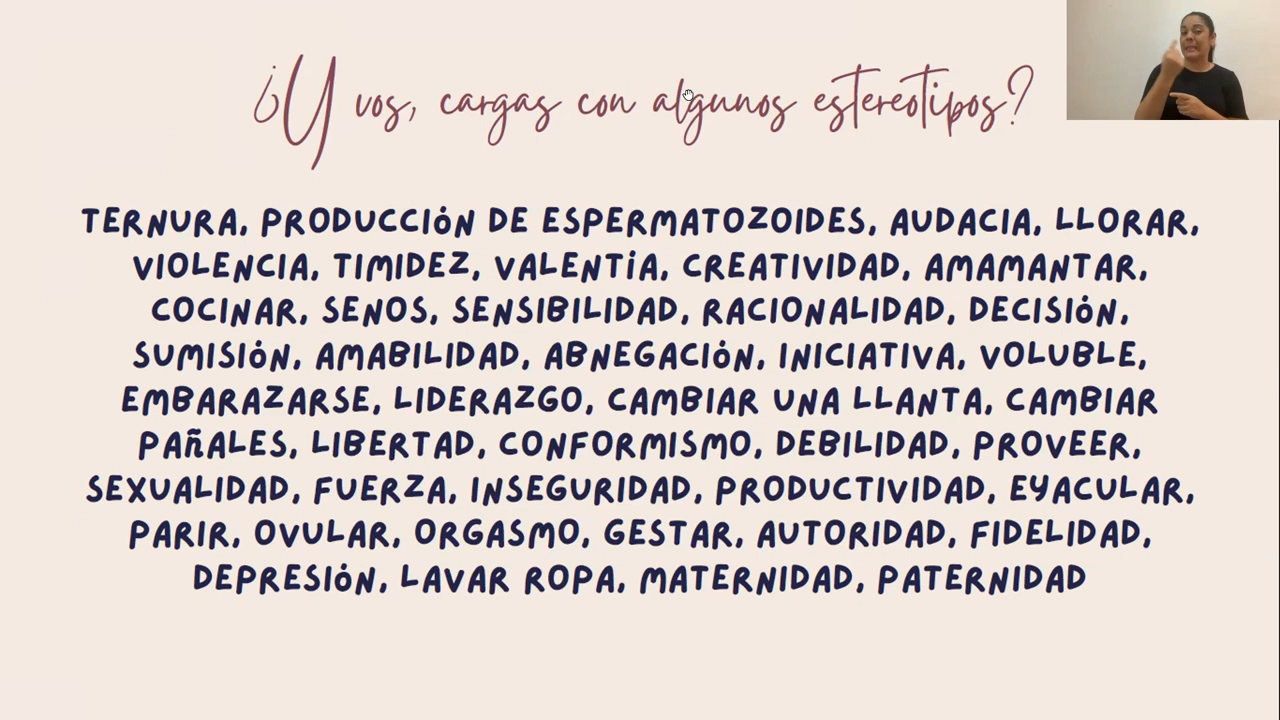 ¿Y vos, cargas con algunos estereotipos?
TERNURA, PRODUCCIÓN DE ESPERMATOZOIDES, AUDACIA, LLORAR,
VIOLENCIA, TIMIDEZ, VALENTÍA, CREATIVIDAD, AMAMANTAR,
COCINAR, SENOS, SENSIBILIDAD, RACIONALIDAD, DECISIÓN,
SUMISIÓN, AMABILIDAD, ABNEGACIÓN, INICIATIVA, VOLUBLE,
EMBARAZARSE, LIDERAZGO, CAMBIAR UNA LLANTA, CAMBIAR
PAÑALES, LIBERTAD, CONFORMISMO, DEBILIDAD, PROVEER,
SEXUALIDAD, FUERZA, INSEGURIDAD, PRODUCTIVIDAD, EYACULAR,
PARIR, OVULAR, ORGASMO, GESTAR, AUTORIDAD, FIDELIDAD,
DEPRESIÓN, LAVAR ROPA, MATERNIDAD, PATERNIDAD